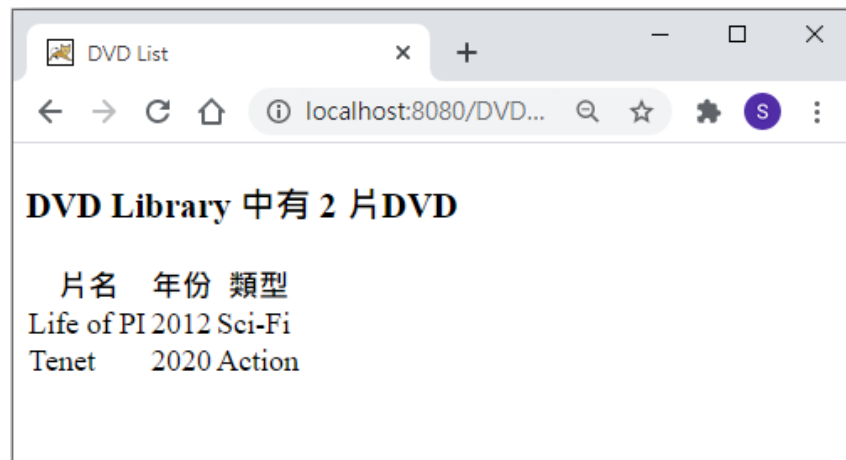 DVD List
localhost:8080/DVD...
S
DVD Library 中有 2 片DVD
片名 年份 類型
Life of PI 2012 Sci-Fi
Tenet 2020 Action